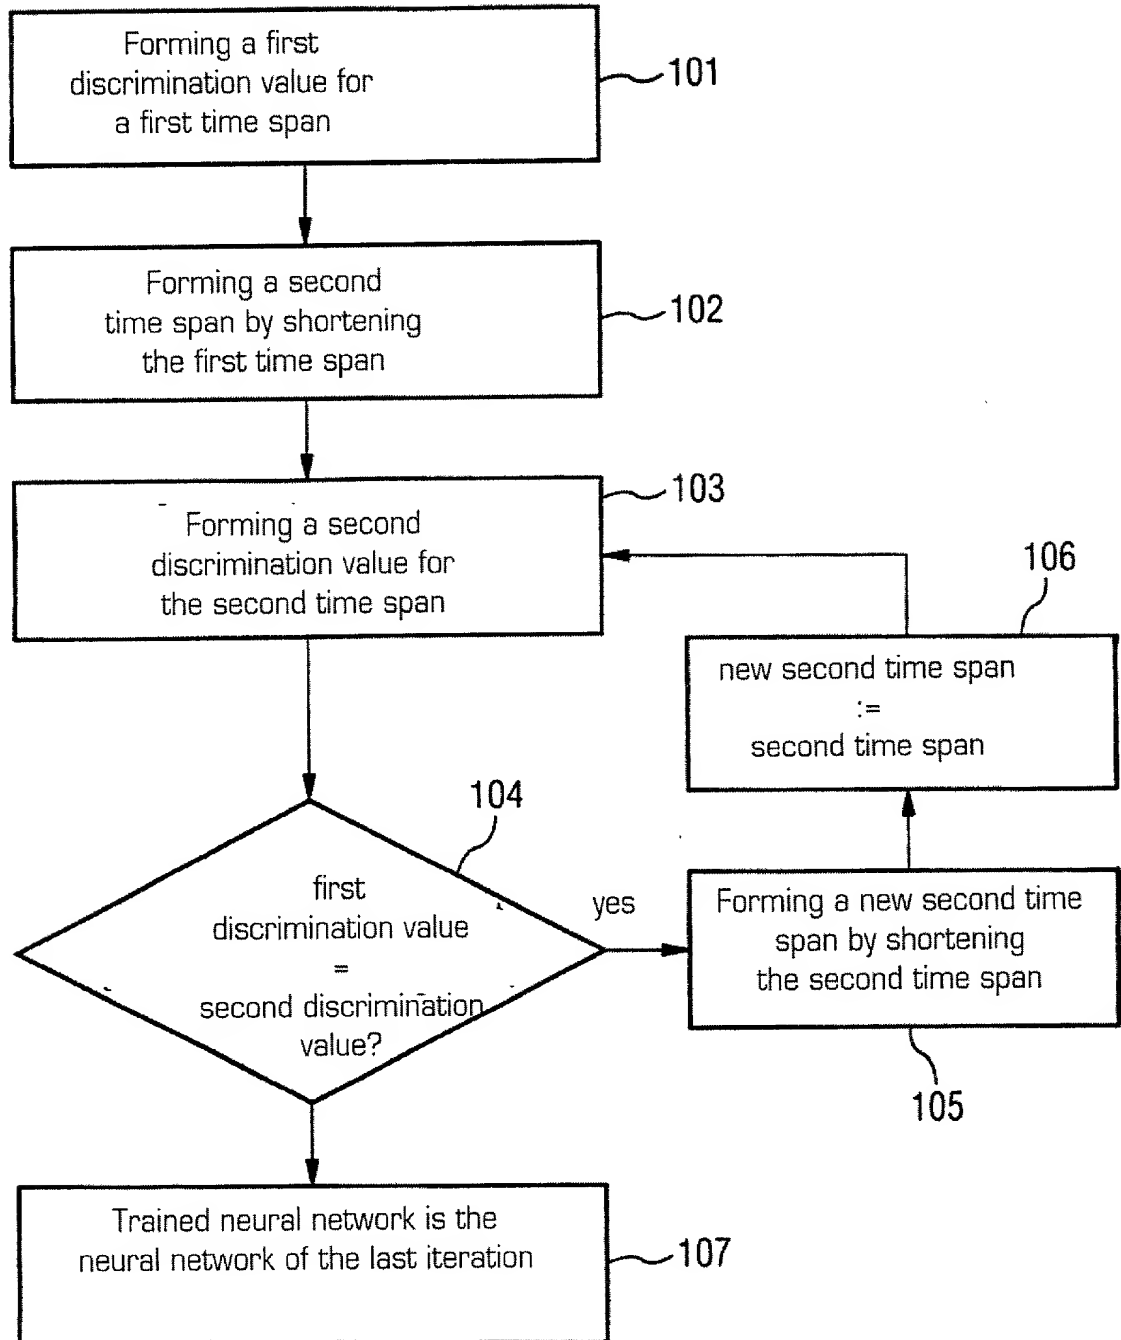 Forming a first
discrimination value for
a first time span
101
Forming a second
time span by shortening
the first time span
102
103
Forming a second
discrimination value for
the second time span
106
new second time span
:=
second time span
104
first
discrimination value
=
second discrimination
value?
yes
Forming a new second time
span by shortening
the second time span
105
Trained neural network is the
neural network of the last iteration
107